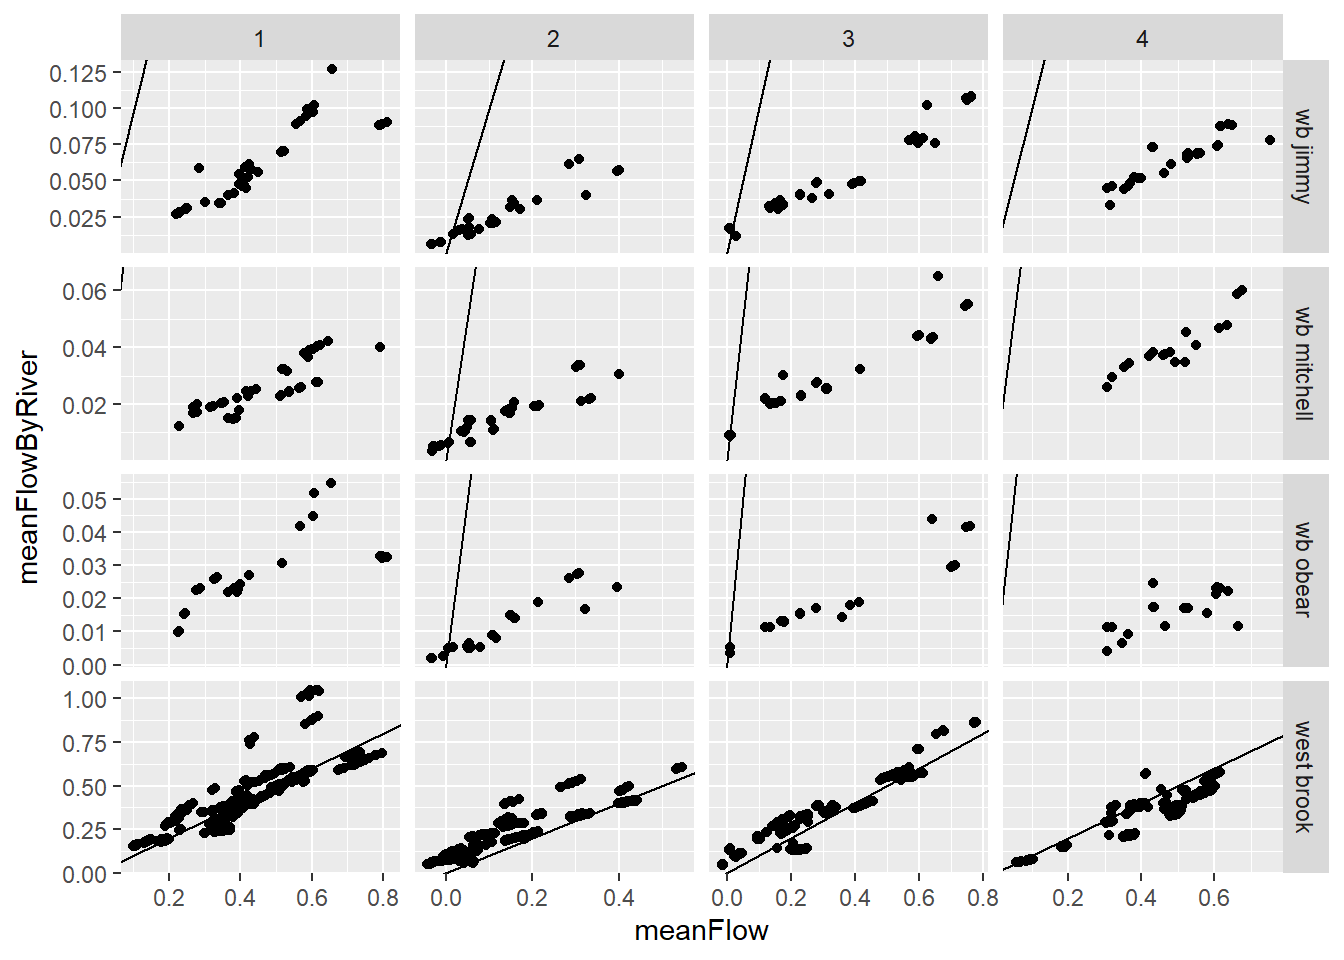 1 2 3 4
0.125
0.100
0.075
0.050
0.025
wb jimmy
0.06
0.04
0.02
wb mitchell
0.05
0.04
0.03
0.02
0.01
0.00
wb obear
1.00
0.75
0.50
0.25
0.00
west brook
0.2 0.4 0.6 0.8 0.0 0.2 0.4 0.0 0.2 0.4 0.6 0.8 0.2 0.4 0.6
meanFlow
meanFlowByRiver